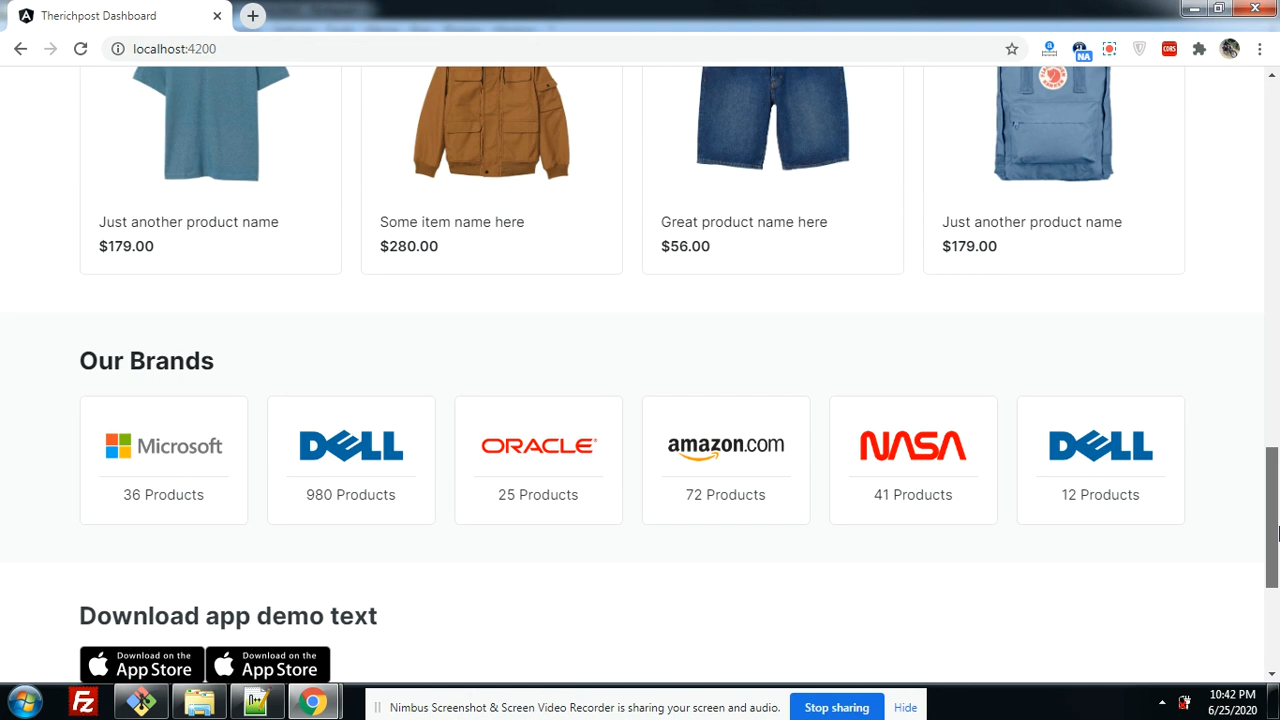 Therichpost Dashboard
localhost:4200
NA
CORS
Just another product name
$179.00
Some item name here
$280.00
Great product name here
$56.00
Just another product name
$179.00
Our Brands
Microsoft
36 Products
DELL
980 Products
ORACLE
25 Products
amazon.com
72 Products
NASA
41 Products
DELL
12 Products
Download app demo text
Download on the
App Store
Download on the
App Store
Nimbus Screenshot & Screen Video Recorder is sharing your screen and audio.
Stop sharing
Hide
10:42 PM
6/25/2020